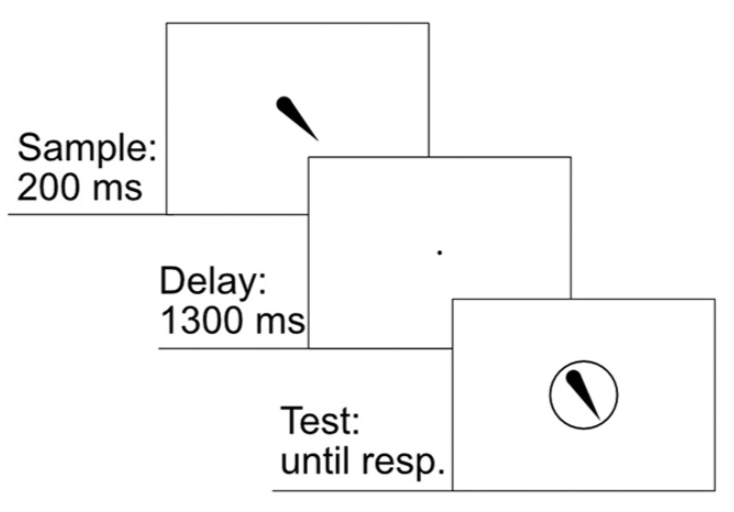 Sample:
200 ms
Delay:
1300 ms
Test:
until resp.